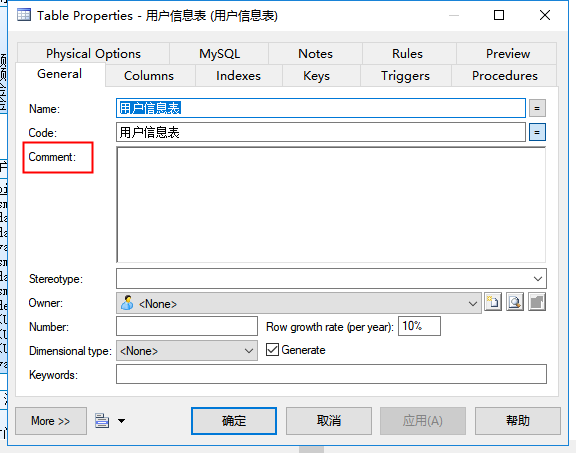 Table Properties - 用户信息表 (用户信息表)
Physical Options MySQL Notes Rules Preview
General Columns Indexes Keys Triggers Procedures
Name: 用户信息表 =
Code: 用户信息表 =
Comment:
Stereotype:
Owner: <None>
Number: Row growth rate (per year): 10%
Dimensional type: <None> Generate
Keywords:
More >> 确定 取消 应用(A) 帮助